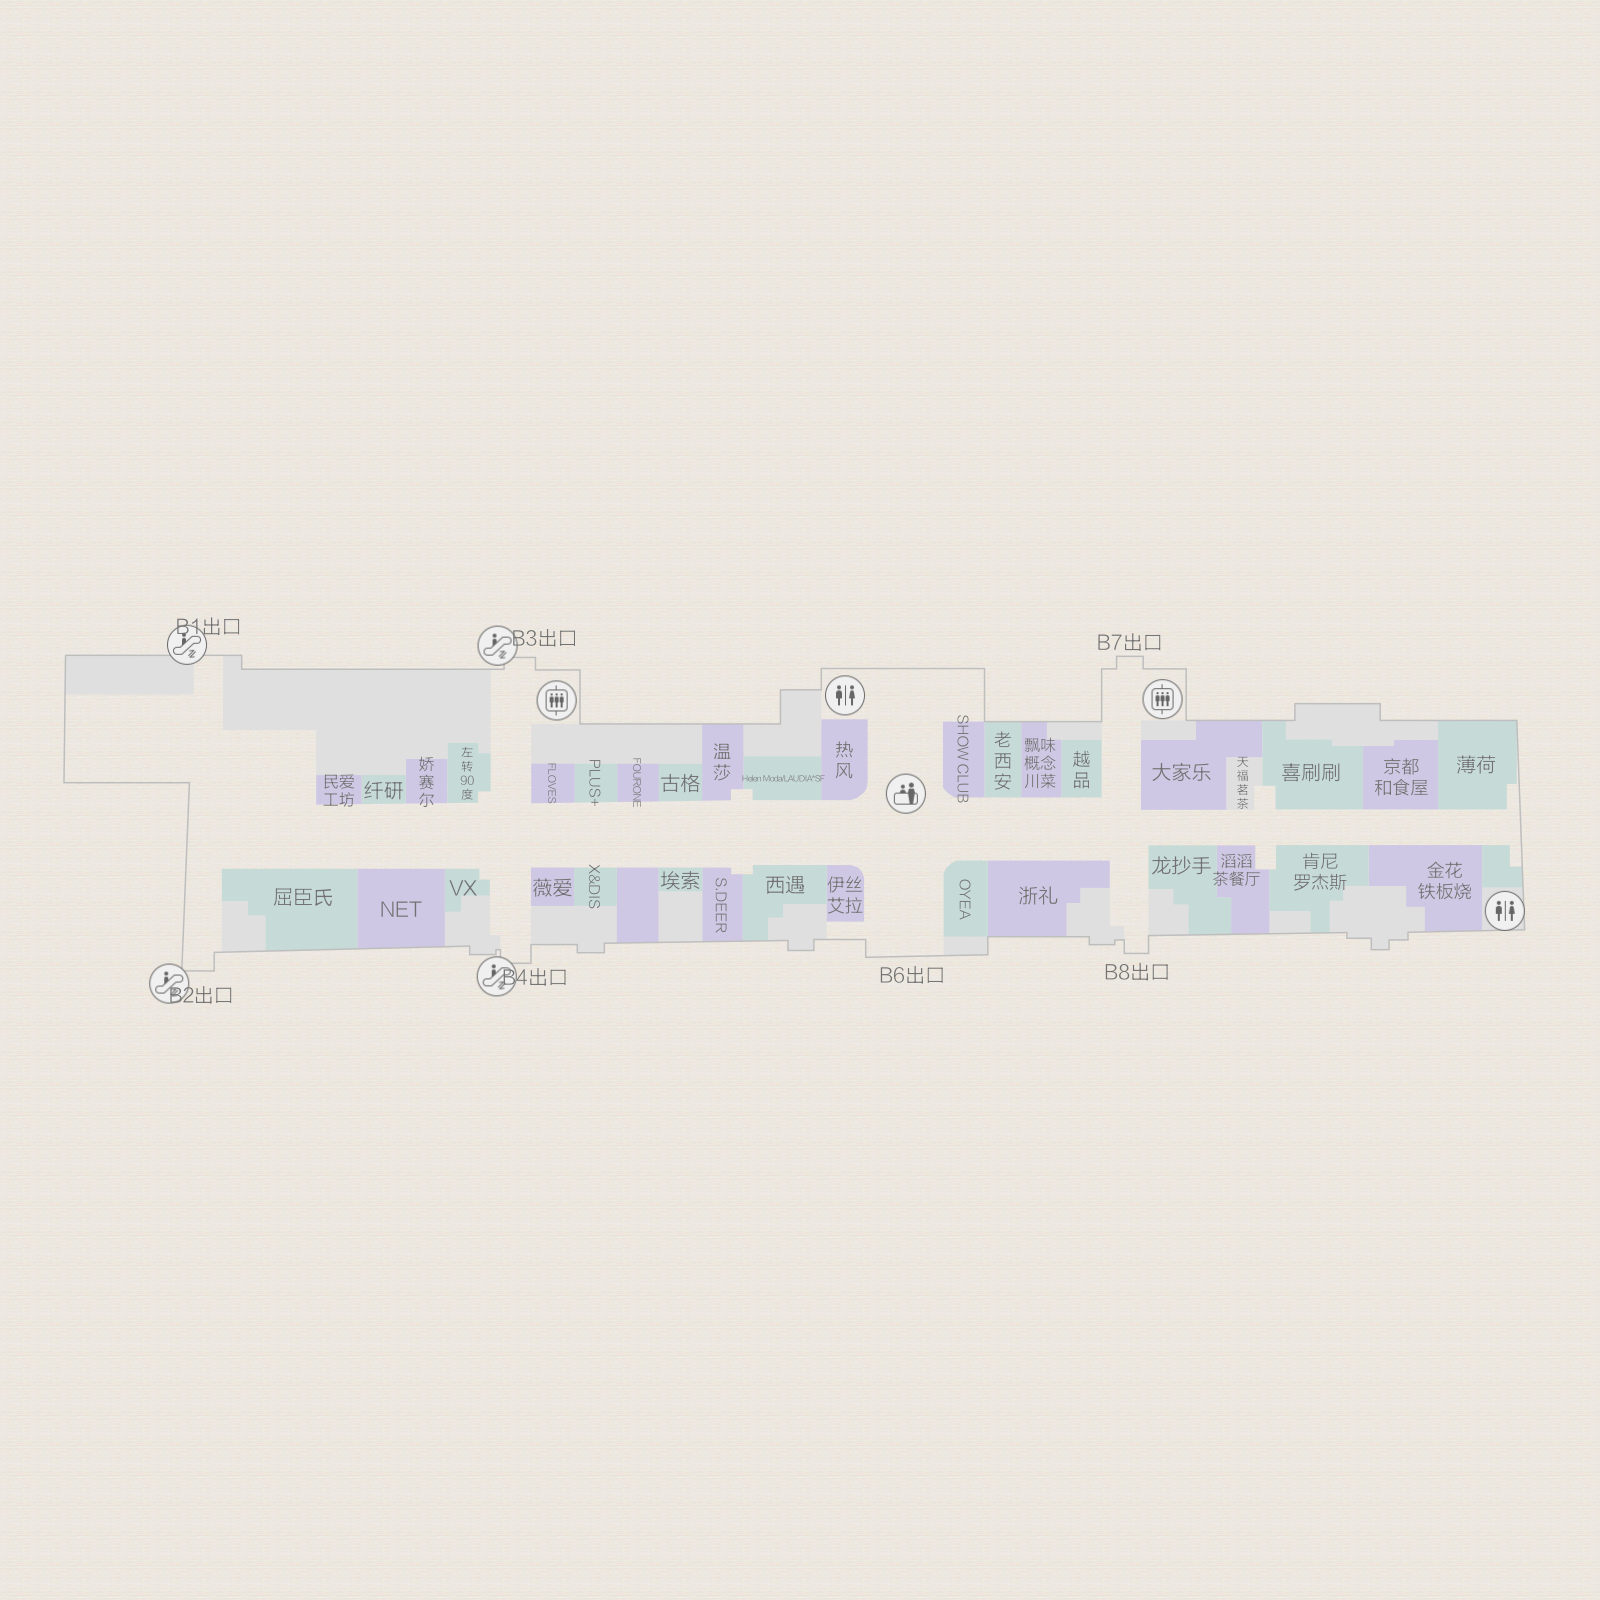 B1出口
B3出口
B7出口
民爱
工坊
纤研
娇
赛
尔
左
转
90
度
FLOVES
PLUS+
FOURONE
古格
温
莎
Helen Moda/LAUDIA*SF
热
风
SHOWCLUB
老
西
安
飘味
概念
川菜
越
品
大家乐
天
福
茗
茶
喜刷刷
京都
和食屋
薄荷
屈臣氏
NET
VX
薇爱
X&DIS
埃索
S.DEER
西遇
伊丝
艾拉
OYEA
浙礼
龙抄手
滔滔
茶餐厅
肯尼
罗杰斯
金花
铁板烧
B2出口
B4出口
B6出口
B8出口